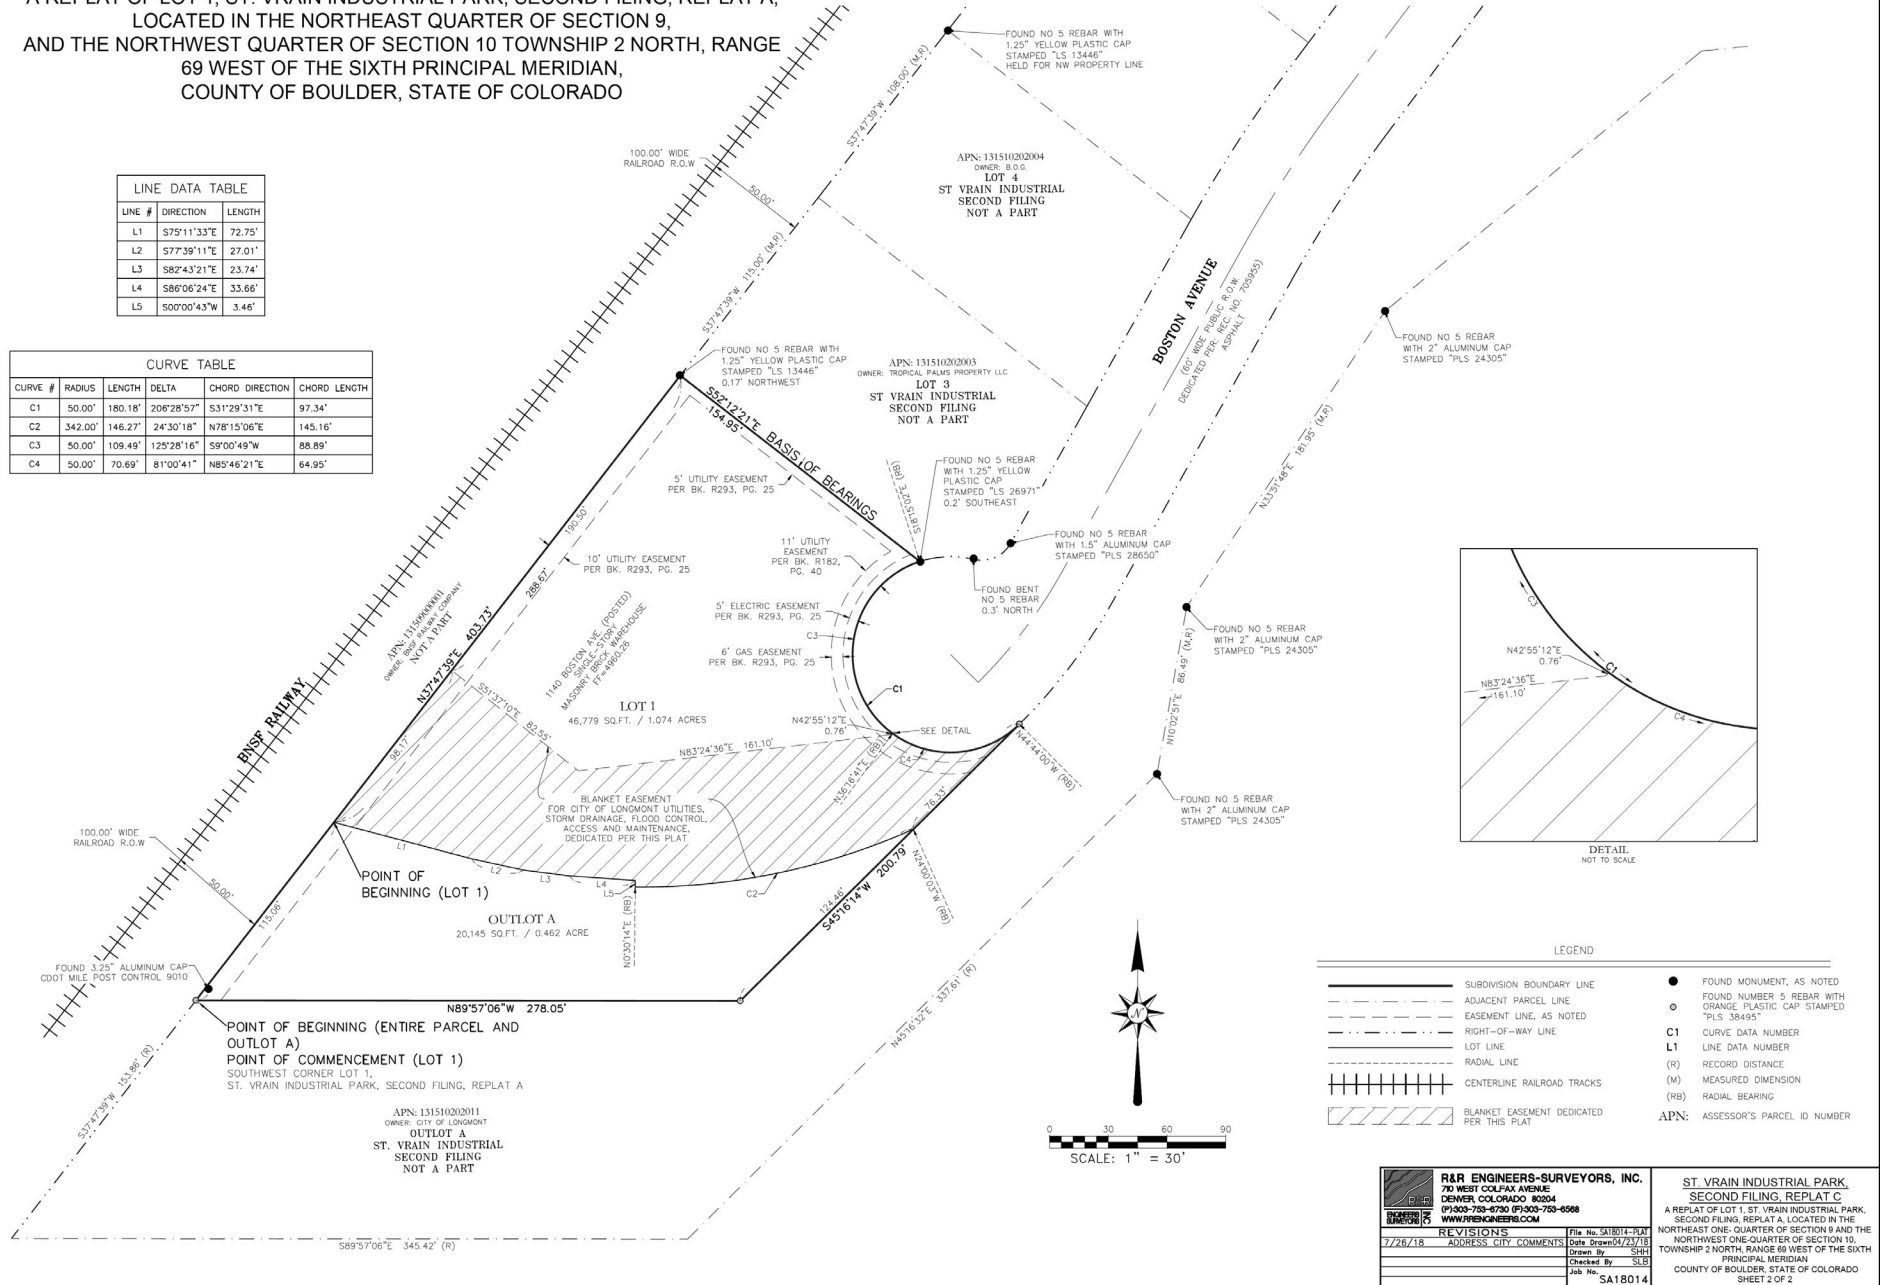 A REPLAT OF LOT 1, ST. VRAIN INDUSTRIAL PARK, SECOND FILING, REPLAT A,
LOCATED IN THE NORTHEAST QUARTER OF SECTION 9,
AND THE NORTHWEST QUARTER OF SECTION 10 TOWNSHIP 2 NORTH, RANGE
69 WEST OF THE SIXTH PRINCIPAL MERIDIAN,
COUNTY OF BOULDER, STATE OF COLORADO
LINE DATA TABLE
LINE # DIRECTION LENGTH
L1 S75°11'33"E 72.75'
L2 S77°39'11"E 27.01'
L3 S82°43'21"E 23.74'
L4 S86°06'24"E 33.66'
L5 S00°00'43"W 3.46'
CURVE TABLE
CURVE # RADIUS LENGTH DELTA CHORD DIRECTION CHORD LENGTH
C1 50.00' 180.18' 206°28'57" S31°29'31"E 97.34'
C2 342.00' 146.27' 24°30'18" N78°15'06"E 145.16'
C3 50.00' 109.49' 125°28'16" S9°00'49"W 88.89'
C4 50.00' 70.69' 81°00'41" N85°46'21"E 64.95'
FOUND NO 5 REBAR WITH
1.25" YELLOW PLASTIC CAP
STAMPED "LS 13446"
HELD FOR NW PROPERTY LINE
S37°47'39"W 108.00' (M,R)
100.00' WIDE
RAILROAD R.O.W
50.00'
APN: 131510202004
OWNER: B.O.G.
LOT 4
ST VRAIN INDUSTRIAL
SECOND FILING
NOT A PART
S37°47'39"W 115.00' (M,R)
BOSTON AVENUE
(60' WIDE PUBLIC R.O.W.
DEDICATED PER: REC. NO. 705955)
ASPHALT
FOUND NO 5 REBAR
WITH 2" ALUMINUM CAP
STAMPED "PLS 24305"
FOUND NO 5 REBAR WITH
1.25" YELLOW PLASTIC CAP
STAMPED "LS 13446"
0.17' NORTHWEST
APN: 131510202003
OWNER: TROPICAL PALMS PROPERTY LLC
LOT 3
ST VRAIN INDUSTRIAL
SECOND FILING
NOT A PART
S52°12'21"E BASIS OF BEARINGS
154.95'
N33°51'48"E 181.95' (M,R)
5' UTILITY EASEMENT
PER BK. R293, PG. 25
S18°15'02"E (RB)
FOUND NO 5 REBAR
WITH 1.25" YELLOW
PLASTIC CAP
STAMPED "LS 26971"
0.2' SOUTHEAST
190.50'
11' UTILITY
EASEMENT
PER BK. R182,
PG. 40
FOUND NO 5 REBAR
WITH 1.5" ALUMINUM CAP
STAMPED "PLS 28650"
10' UTILITY EASEMENT
PER BK. R293, PG. 25
288.67'
FOUND BENT
NO 5 REBAR
0.3' NORTH
APN: 131509000001
OWNER: BNSF RAILWAY COMPANY
NOT A PART
N37°47'39"E 403.73'
1140 BOSTON AVE. (POSTED)
SINGLE-STORY
MASONRY BRICK WAREHOUSE
FF=4960.26
5' ELECTRIC EASEMENT
PER BK. R293, PG. 25
C3
6' GAS EASEMENT
PER BK. R293, PG. 25
C1
FOUND NO 5 REBAR
WITH 2" ALUMINUM CAP
STAMPED "PLS 24305"
N10°02'51"E 86.49' (M,R)
C3
N42°55'12"E
0.76'
C1
N83°24'36"E
161.10'
C4
DETAIL
NOT TO SCALE
BNSF RAILWAY
S51°37'10"E
82.55'
LOT 1
46,779 SQ.FT. / 1.074 ACRES
N42°55'12"E
0.76'
SEE DETAIL
N83°24'36"E 161.10'
N36°16'41"E (RB)
C4
N44°44'00"W (RB)
98.17'
76.33'
BLANKET EASEMENT
FOR CITY OF LONGMONT UTILITIES,
STORM DRAINAGE, FLOOD CONTROL,
ACCESS AND MAINTENANCE,
DEDICATED PER THIS PLAT
FOUND NO 5 REBAR
WITH 2" ALUMINUM CAP
STAMPED "PLS 24305"
100.00' WIDE
RAILROAD R.O.W
50.00'
L1
L2
L3
L4
L5
C2
POINT OF
BEGINNING (LOT 1)
N24°00'03"W (RB)
124.46'
S45°16'14"W 200.79'
115.06'
OUTLOT A
20,145 SQ.FT. / 0.462 ACRE
N0°30'14"E (RB)
FOUND 3.25" ALUMINUM CAP
CDOT MILE POST CONTROL 9010
N89°57'06"W 278.05'
N45°16'32"E 337.61' (R)
POINT OF BEGINNING (ENTIRE PARCEL AND
OUTLOT A)
POINT OF COMMENCEMENT (LOT 1)
SOUTHWEST CORNER LOT 1,
ST. VRAIN INDUSTRIAL PARK, SECOND FILING, REPLAT A
S37°47'39"W 153.86' (R)
APN: 131510202011
OWNER: CITY OF LONGMONT
OUTLOT A
ST. VRAIN INDUSTRIAL
SECOND FILING
NOT A PART
S89°57'06"E 345.42' (R)
N
0 30 60 90
SCALE: 1" = 30'
LEGEND
SUBDIVISION BOUNDARY LINE
ADJACENT PARCEL LINE
EASEMENT LINE, AS NOTED
RIGHT-OF-WAY LINE
LOT LINE
RADIAL LINE
CENTERLINE RAILROAD TRACKS
BLANKET EASEMENT DEDICATED
PER THIS PLAT
FOUND MONUMENT, AS NOTED
FOUND NUMBER 5 REBAR WITH
ORANGE PLASTIC CAP STAMPED
"PLS 38495"
C1 CURVE DATA NUMBER
L1 LINE DATA NUMBER
(R) RECORD DISTANCE
(M) MEASURED DIMENSION
(RB) RADIAL BEARING
APN: ASSESSOR'S PARCEL ID NUMBER
R&R
ENGINEERS
SURVEYORS
INC
R&R ENGINEERS-SURVEYORS, INC.
710 WEST COLFAX AVENUE
DENVER, COLORADO 80204
(P)303-753-6730 (F)303-753-6568
WWW.RRENGINEERS.COM
REVISIONS
7/26/18 ADDRESS CITY COMMENTS
File No. SA18014-PLAT
Date Drawn 04/23/18
Drawn By SHH
Checked By SLB
Job No.
SA18014
ST. VRAIN INDUSTRIAL PARK,
SECOND FILING, REPLAT C
A REPLAT OF LOT 1, ST. VRAIN INDUSTRIAL PARK,
SECOND FILING, REPLAT A, LOCATED IN THE
NORTHEAST ONE- QUARTER OF SECTION 9 AND THE
NORTHWEST ONE-QUARTER OF SECTION 10,
TOWNSHIP 2 NORTH, RANGE 69 WEST OF THE SIXTH
PRINCIPAL MERIDIAN
COUNTY OF BOULDER, STATE OF COLORADO
SHEET 2 OF 2